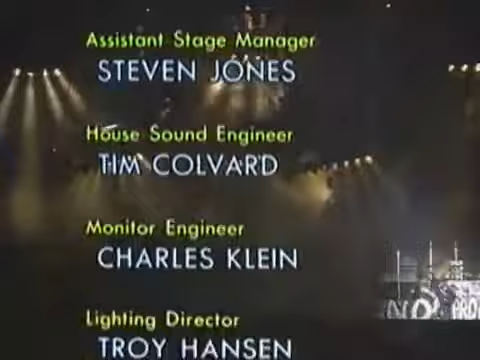 Assistant Stage Manager
STEVEN JONES
House Sound Engineer
TIM COLVARD
Monitor Engineer
CHARLES KLEIN
Lighting Director
TROY HANSEN